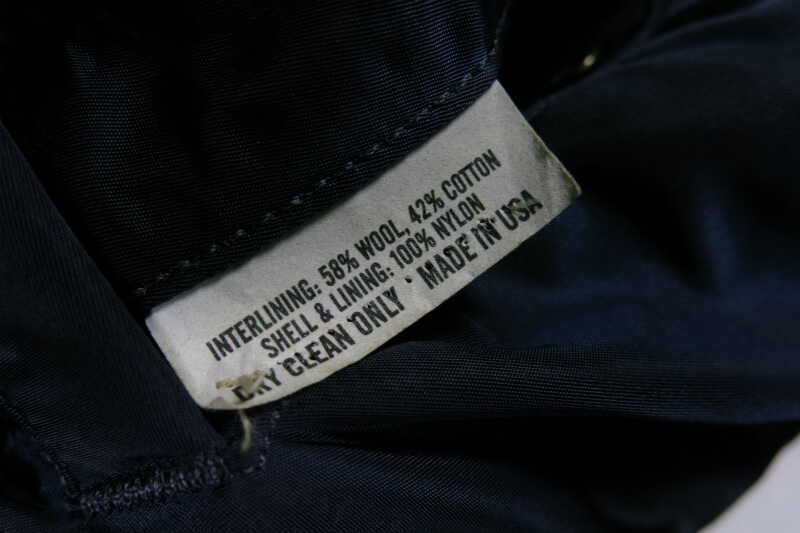 INTERLINING: 58% WOOL, 42% COTTON
SHELL & LINING: 100% NYLON
DRY CLEAN ONLY · MADE IN USA